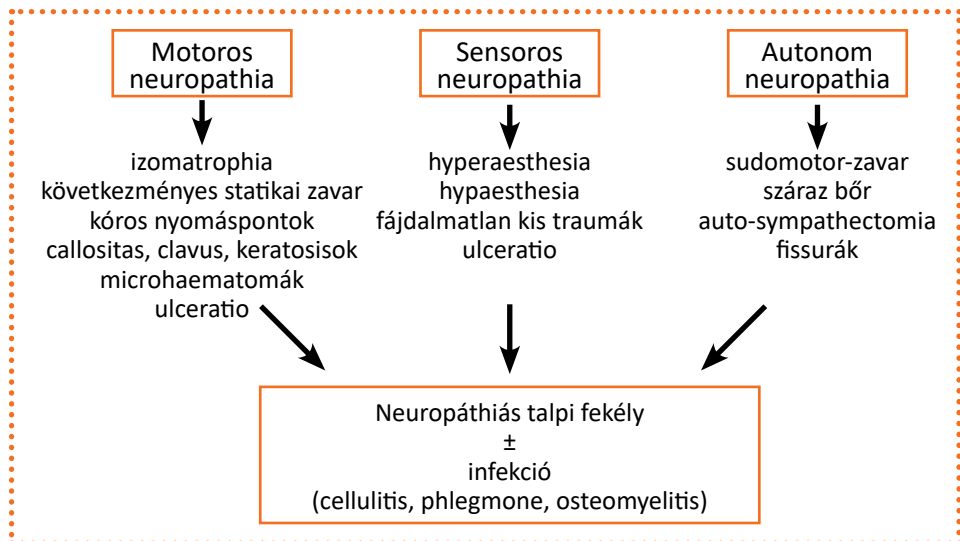 Motoros
neuropathia
izomatrophia
következményes statikai zavar
kóros nyomáspontok
callositas, clavus, keratosisok
microhaematomák
ulceratio
Sensoros
neuropathia
hyperaesthesia
hypaesthesia
fájdalmatlan kis traumák
ulceratio
Autonom
neuropathia
sudomotor-zavar
száraz bőr
auto-sympathectomia
fissurák
Neuropáthiás talpi fekély
±
infekció
(cellulitis, phlegmone, osteomyelitis)